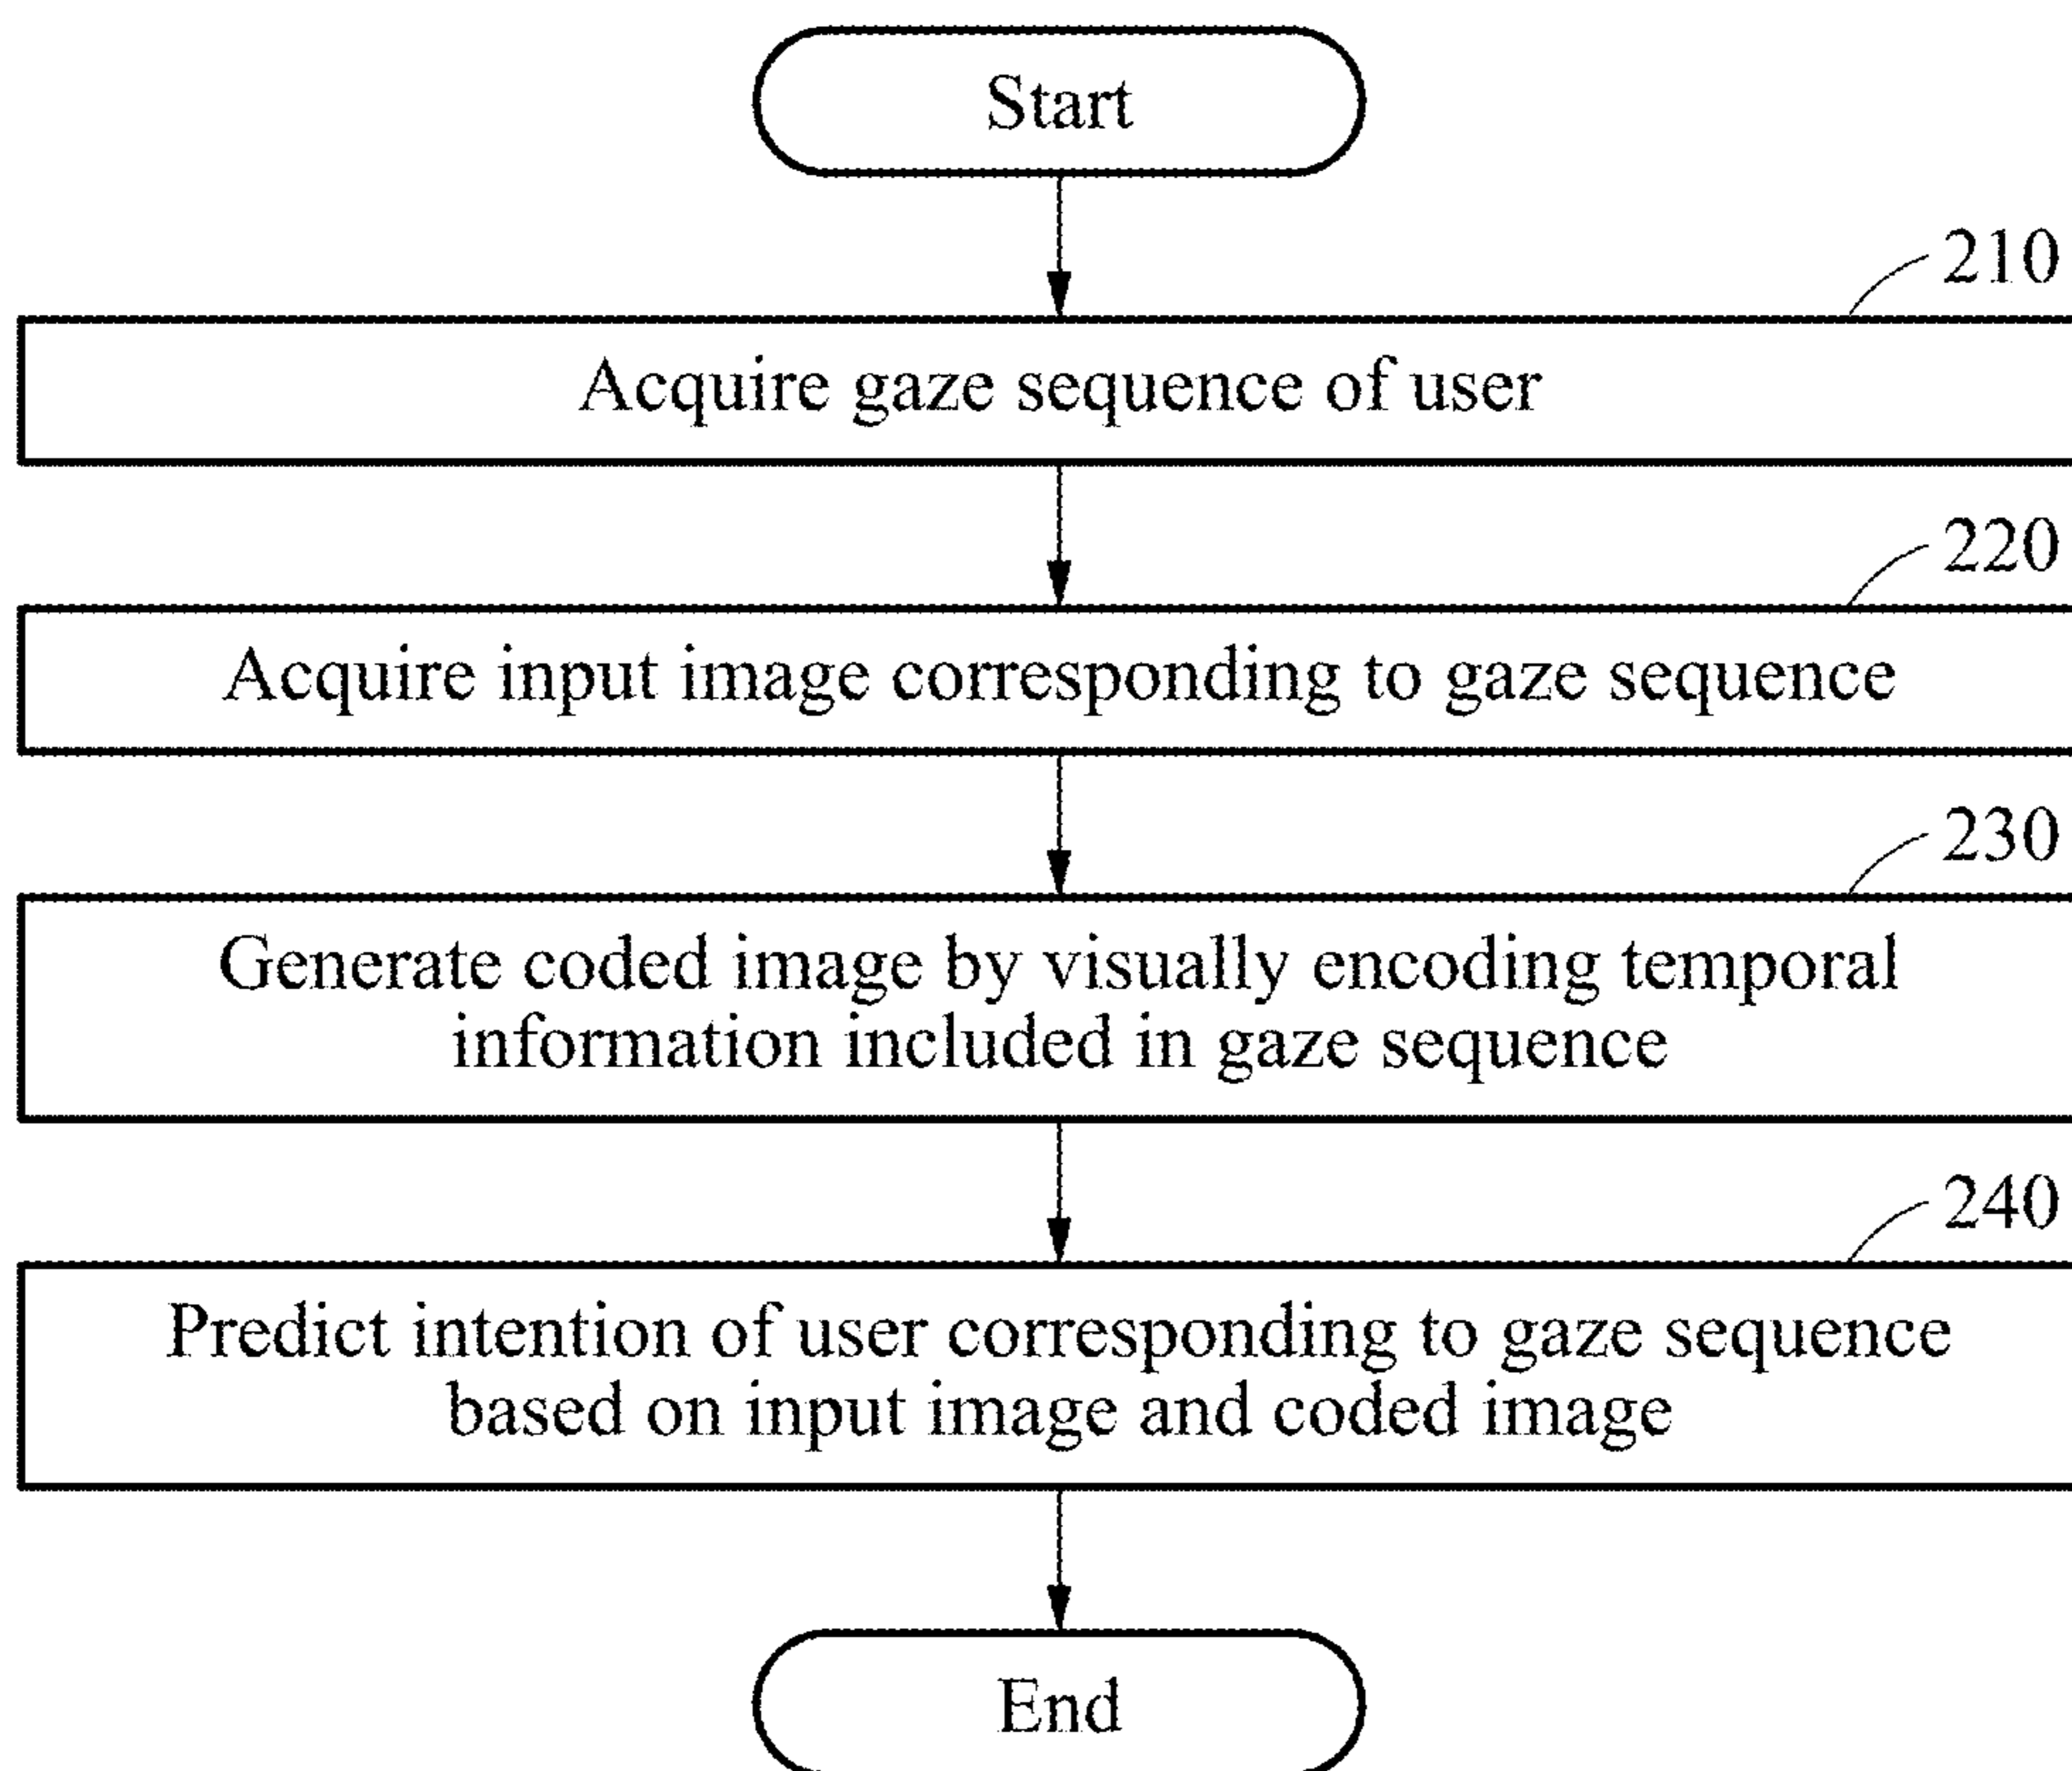 Start
210
Acquire gaze sequence of user
220
Acquire input image corresponding to gaze sequence
230
Generate coded image by visually encoding temporal
information included in gaze sequence
240
Predict intention of user corresponding to gaze sequence
based on input image and coded image
End